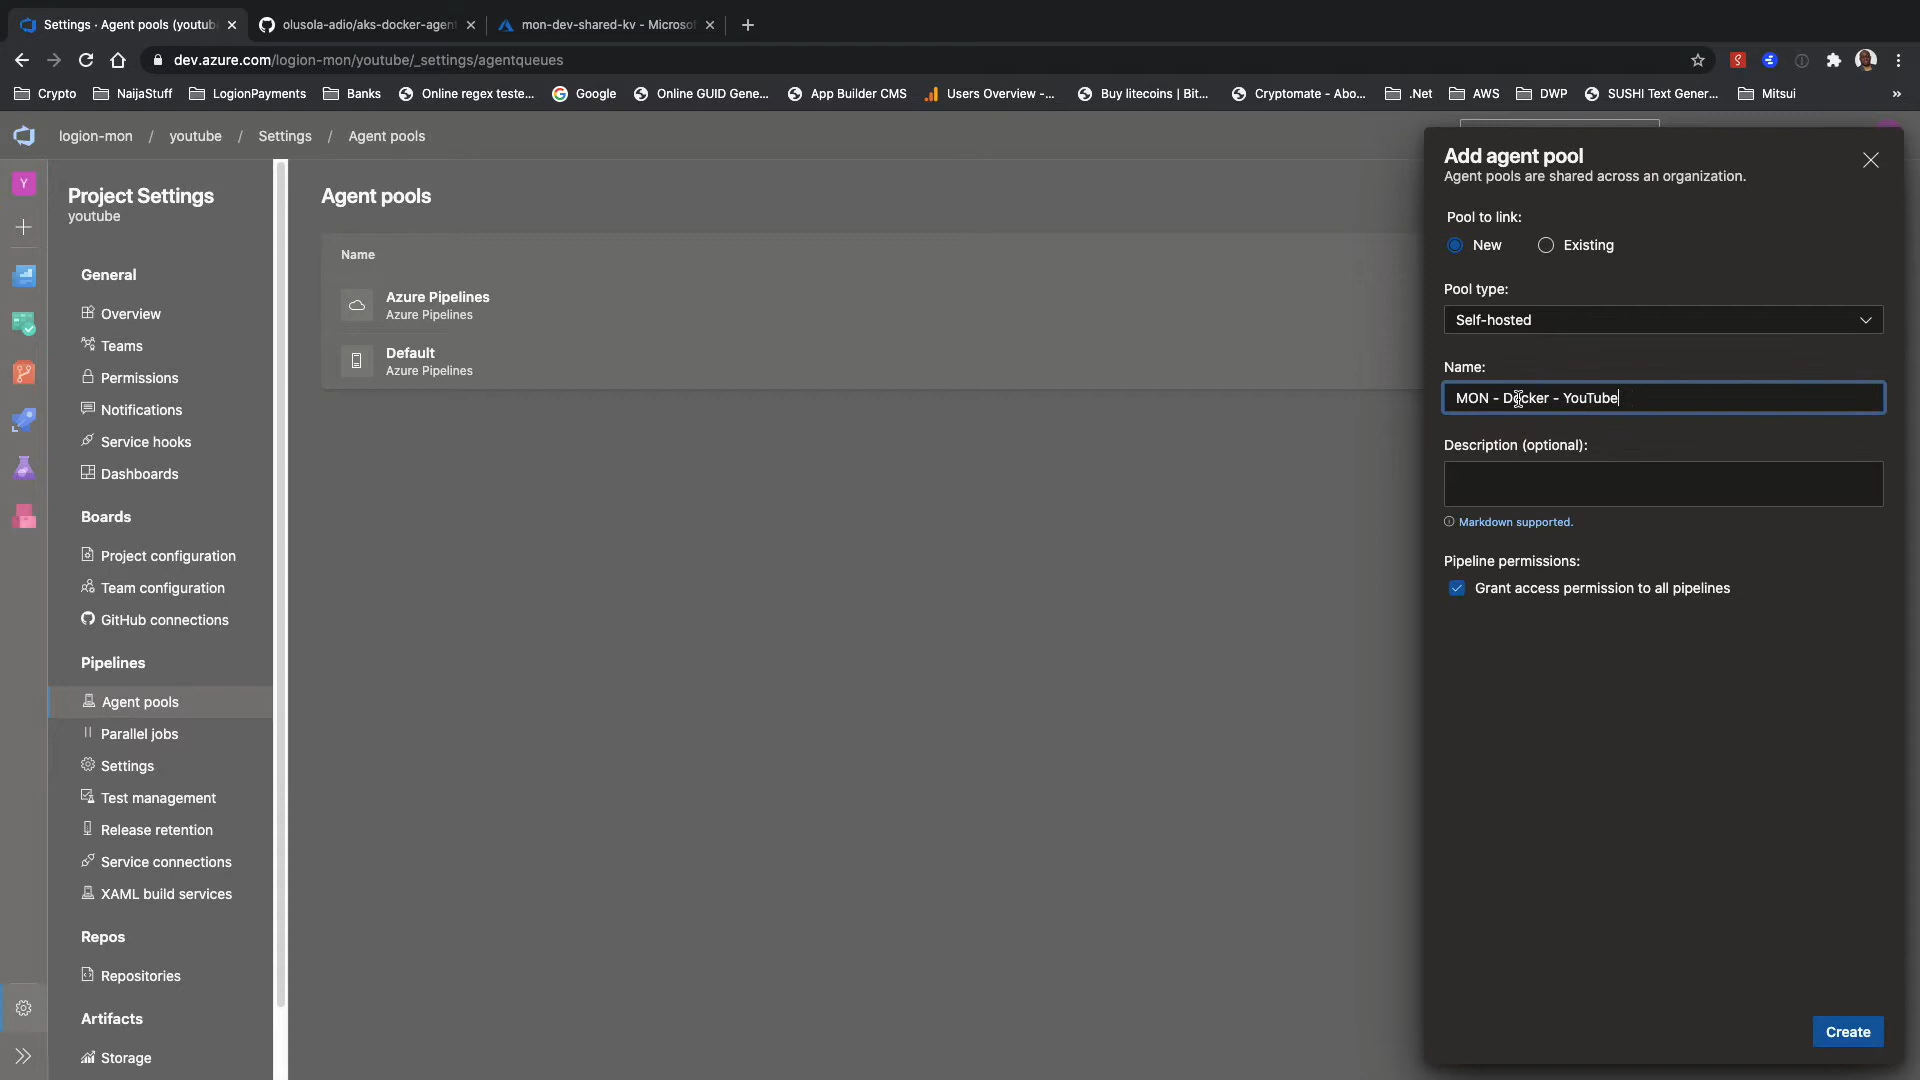 Settings · Agent pools (youtub
olusola-adio/aks-docker-agent
mon-dev-shared-kv - Microsof
dev.azure.com/logion-mon/youtube/_settings/agentqueues
Crypto
NaijaStuff
LogionPayments
Banks
Online regex teste...
Google
Online GUID Gene...
App Builder CMS
Users Overview -...
Buy litecoins | Bit...
Cryptomate - Abo...
.Net
AWS
DWP
SUSHI Text Gener...
Mitsui
»
logion-mon / youtube / Settings / Agent pools
Y
Project Settings
youtube
General
Overview
Teams
Permissions
Notifications
Service hooks
Dashboards
Boards
Project configuration
Team configuration
GitHub connections
Pipelines
Agent pools
Parallel jobs
Settings
Test management
Release retention
Service connections
XAML build services
Repos
Repositories
Artifacts
Storage
Agent pools
Name
Azure Pipelines
Azure Pipelines
Default
Azure Pipelines
Add agent pool
Agent pools are shared across an organization.
Pool to link:
New
Existing
Pool type:
Self-hosted
Name:
MON - Docker - YouTube
Description (optional):
Markdown supported.
Pipeline permissions:
Grant access permission to all pipelines
Create